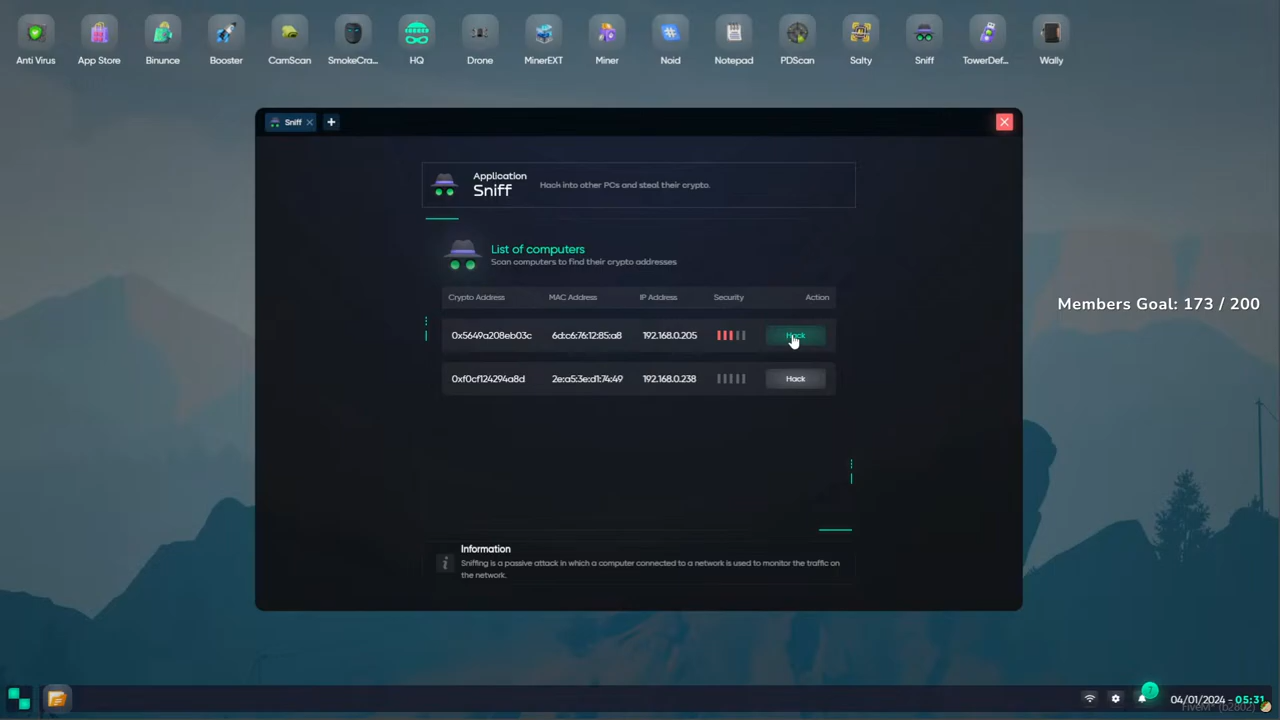 Anti Virus
App Store
Binunce
Booster
CamScan
SmokeCra...
HQ
Drone
MinerEXT
Miner
Noid
Notepad
PDScan
Salty
Sniff
TowerDef...
Wally
Sniff
Application
Sniff
Hack into other PCs and steal their crypto.
List of computers
Scan computers to find their crypto addresses
Crypto Address MAC Address IP Address Security Action
0x5649a208eb03c 6d:c6:76:12:85:a8 192.168.0.205 Hack
0xf0cf124294a8d 2e:a5:3e:d1:74:49 192.168.0.238 Hack
Members Goal: 173 / 200
Information
Sniffing is a passive attack in which a computer connected to a network is used to monitor the traffic on
the network.
04/01/2024 - 05:31
FiveM® (b2802)